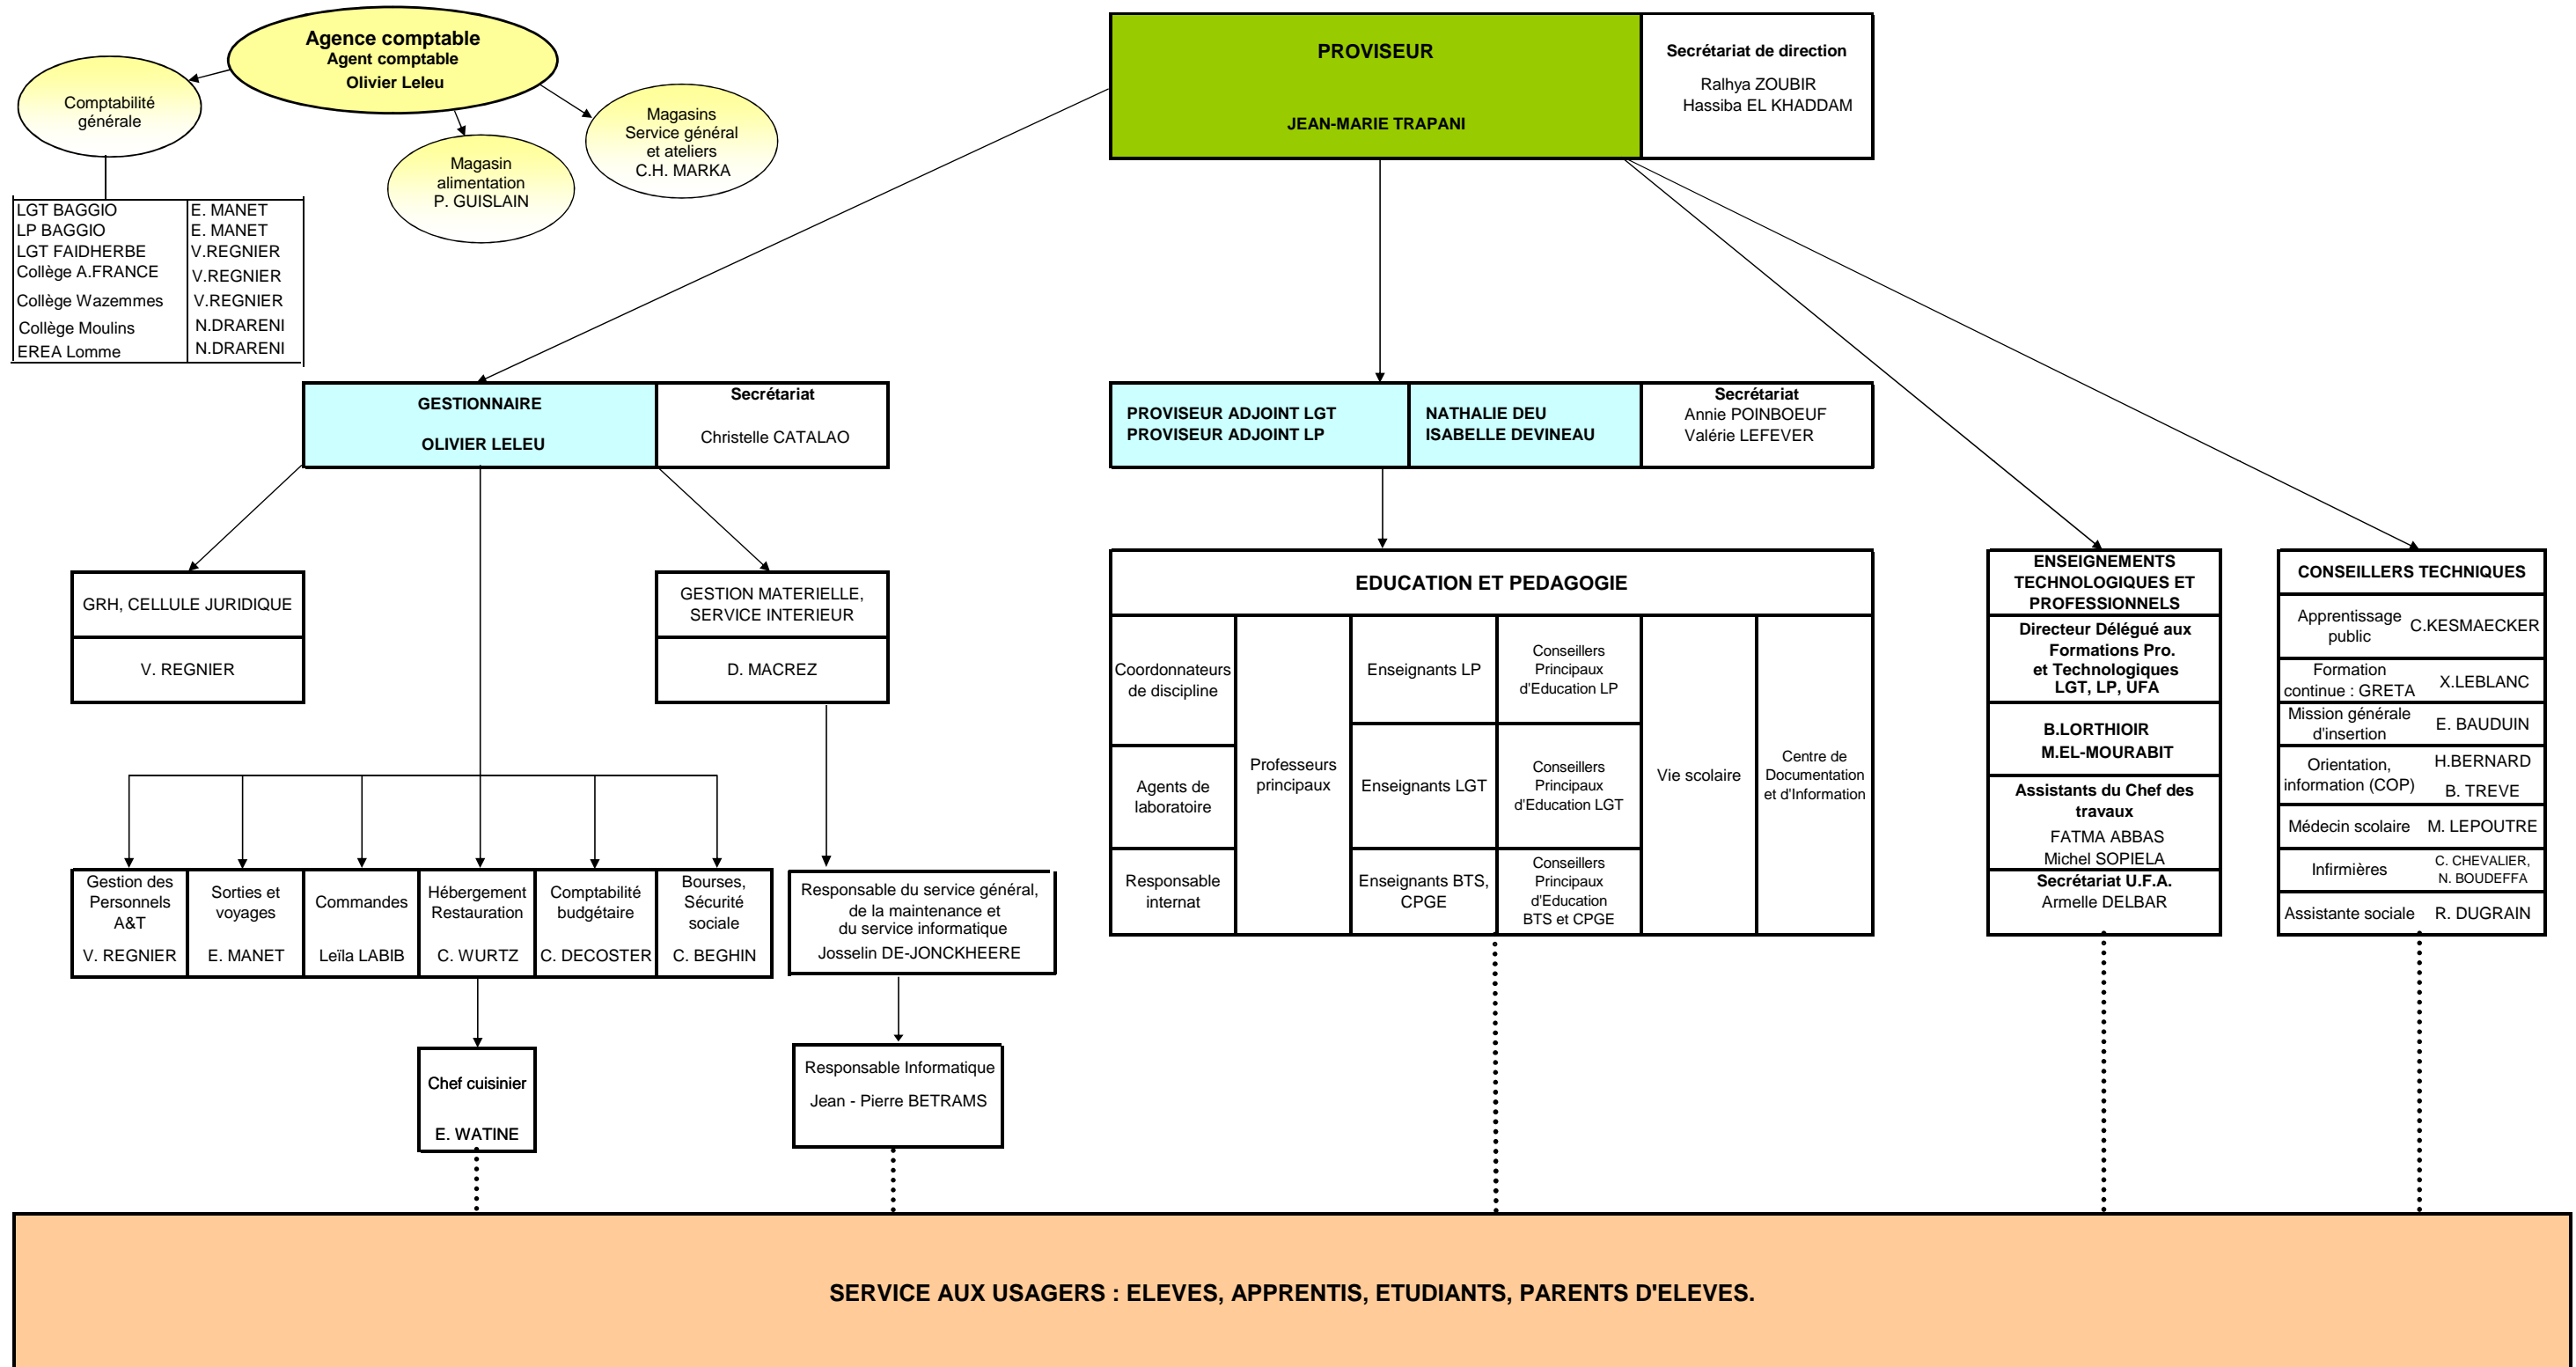 Agence comptable
Agent comptable
Olivier Leleu
Comptabilité
générale
Magasin
alimentation
P. GUISLAIN
Magasins
Service général
et ateliers
C.H. MARKA
LGT BAGGIO E. MANET
LP BAGGIO E. MANET
LGT FAIDHERBE V.REGNIER
Collège A.FRANCE V.REGNIER
Collège Wazemmes V.REGNIER
Collège Moulins N.DRARENI
EREA Lomme N.DRARENI
PROVISEUR
JEAN-MARIE TRAPANI
Secrétariat de direction
Ralhya ZOUBIR
Hassiba EL KHADDAM
GESTIONNAIRE
OLIVIER LELEU
Secrétariat
Christelle CATALAO
PROVISEUR ADJOINT LGT
PROVISEUR ADJOINT LP
NATHALIE DEU
ISABELLE DEVINEAU
Secrétariat
Annie POINBOEUF
Valérie LEFEVER
GRH, CELLULE JURIDIQUE
V. REGNIER
GESTION MATERIELLE,
SERVICE INTERIEUR
D. MACREZ
Gestion des
Personnels
A&T
V. REGNIER
Sorties et
voyages
E. MANET
Commandes
Leïla LABIB
Hébergement
Restauration
C. WURTZ
Comptabilité
budgétaire
C. DECOSTER
Bourses,
Sécurité
sociale
C. BEGHIN
Responsable du service général,
de la maintenance et
du service informatique
Josselin DE-JONCKHEERE
Chef cuisinier
E. WATINE
Responsable Informatique
Jean - Pierre BETRAMS
EDUCATION ET PEDAGOGIE
Coordonnateurs
de discipline
Agents de
laboratoire
Responsable
internat
Professeurs
principaux
Enseignants LP
Enseignants LGT
Enseignants BTS,
CPGE
Conseillers
Principaux
d'Education LP
Conseillers
Principaux
d'Education LGT
Conseillers
Principaux
d'Education
BTS et CPGE
Vie scolaire
Centre de
Documentation
et d'Information
ENSEIGNEMENTS
TECHNOLOGIQUES ET
PROFESSIONNELS
Directeur Délégué aux
Formations Pro.
et Technologiques
LGT, LP, UFA
B.LORTHIOIR
M.EL-MOURABIT
Assistants du Chef des
travaux
FATMA ABBAS
Michel SOPIELA
Secrétariat U.F.A.
Armelle DELBAR
CONSEILLERS TECHNIQUES
Apprentissage
public
C.KESMAECKER
Formation
continue : GRETA
X.LEBLANC
Mission générale
d'insertion
E. BAUDUIN
Orientation,
information (COP)
H.BERNARD
B. TREVE
Médecin scolaire M. LEPOUTRE
Infirmières
C. CHEVALIER,
N. BOUDEFFA
Assistante sociale R. DUGRAIN
SERVICE AUX USAGERS : ELEVES, APPRENTIS, ETUDIANTS, PARENTS D'ELEVES.